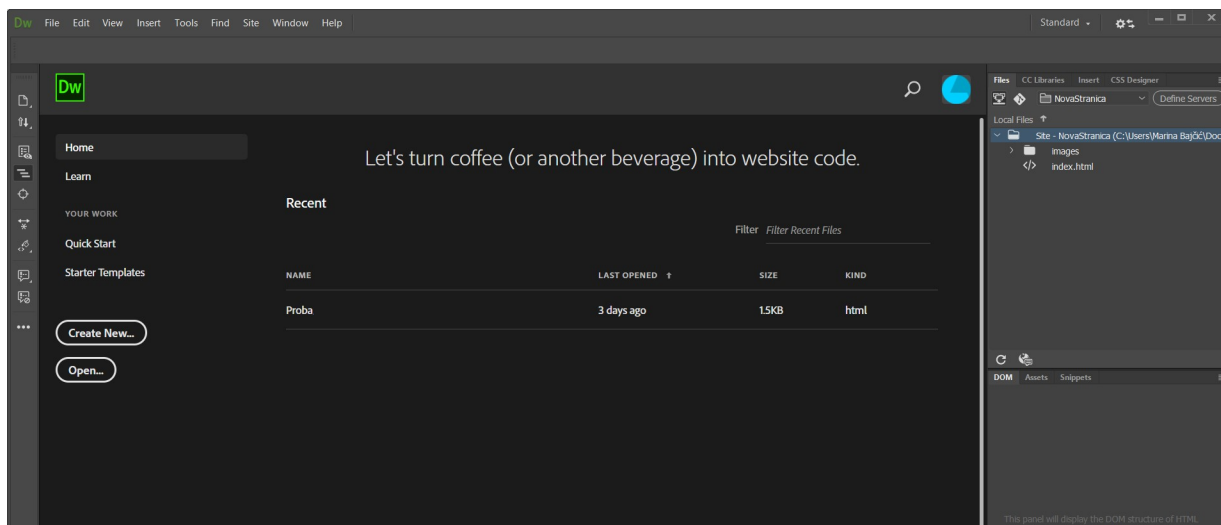 Dw File Edit View Insert Tools Find Site Window Help Standard
Dw
Home
Learn
YOUR WORK
Quick Start
Starter Templates
Create New...
Open...
Let's turn coffee (or another beverage) into website code.
Recent
Filter Filter Recent Files
NAME LAST OPENED SIZE KIND
Proba 3 days ago 1.5KB html
Files CC Libraries Insert CSS Designer
NovaStranica Define Servers
Local Files
Site - NovaStranica (C:\Users\Marina Bajčić\Doc
images
index.html
DOM Assets Snippets
This panel will display the DOM structure of HTML